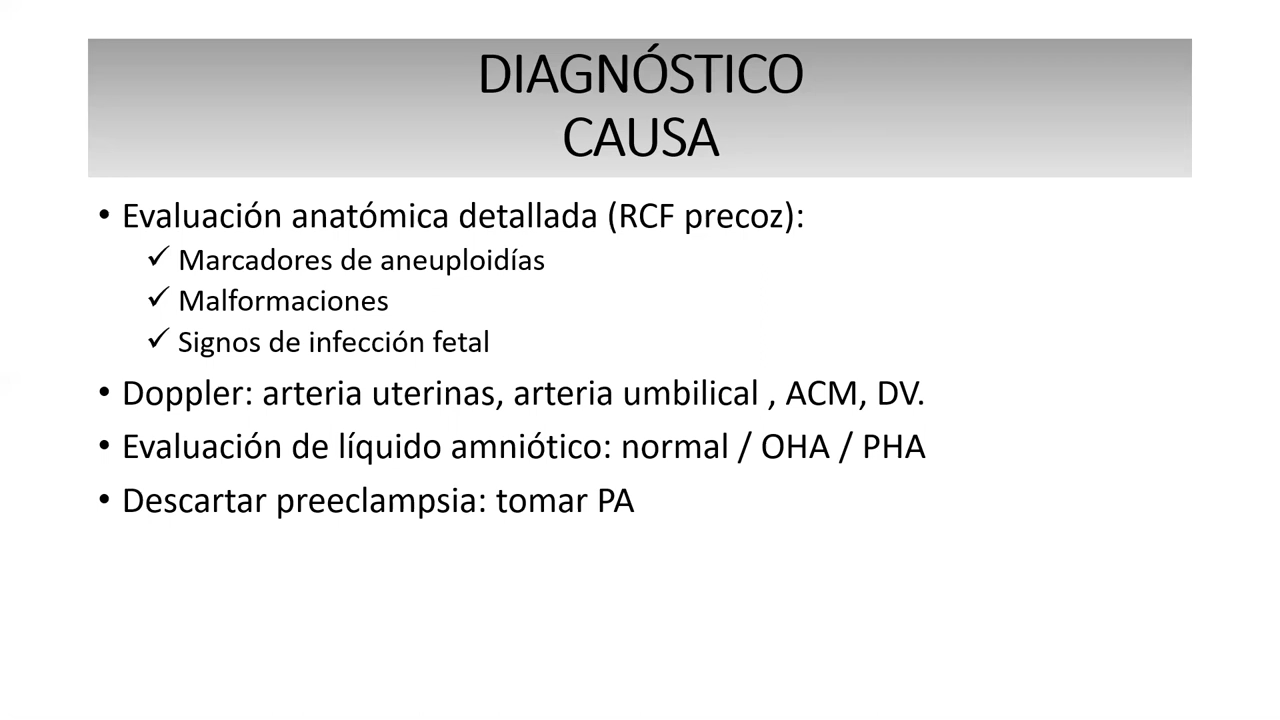 DIAGNÓSTICO
CAUSA
• Evaluación anatómica detallada (RCF precoz):
✓ Marcadores de aneuploidías
✓ Malformaciones
✓ Signos de infección fetal
• Doppler: arteria uterinas, arteria umbilical , ACM, DV.
• Evaluación de líquido amniótico: normal / OHA / PHA
• Descartar preeclampsia: tomar PA